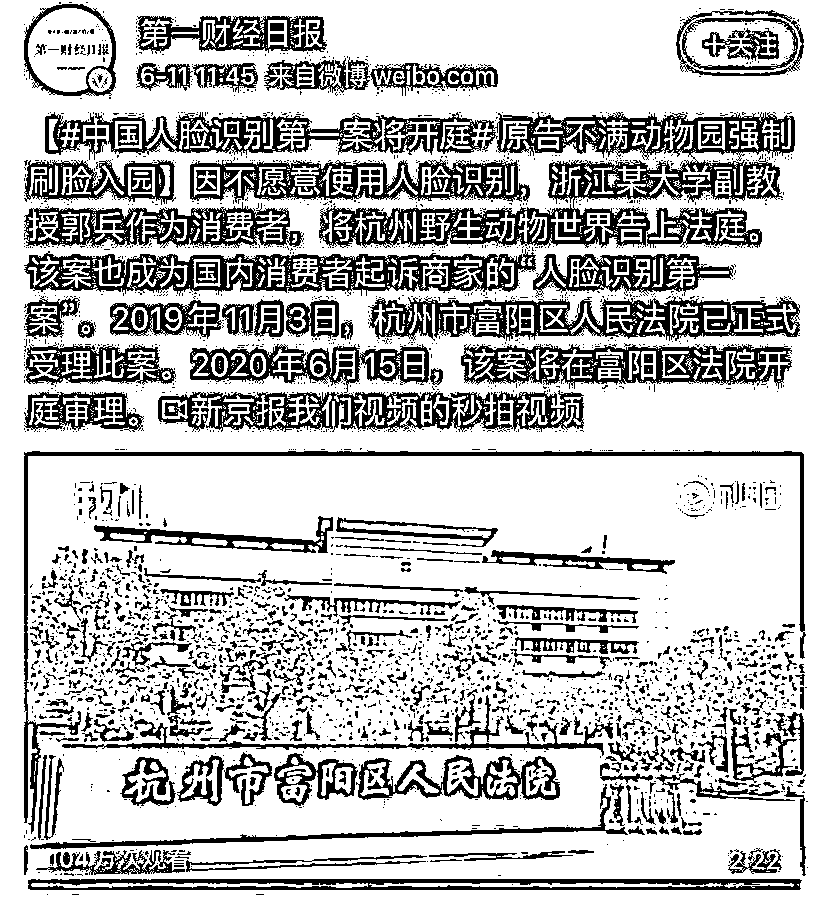 第一财经日报
第一财经日报
6-11 11:45 来自微博 weibo.com
+关注
【#中国人脸识别第一案将开庭# 原告不满动物园强制
刷脸入园】因不愿意使用人脸识别，浙江某大学副教
授郭兵作为消费者，将杭州野生动物世界告上法庭。
该案也成为国内消费者起诉商家的“人脸识别第一
案”。2019年11月3日，杭州市富阳区人民法院已正式
受理此案。2020年6月15日，该案将在富阳区法院开
庭审理。新京报我们视频的秒拍视频
杭州市富阳区人民法院
104万次观看
2:22